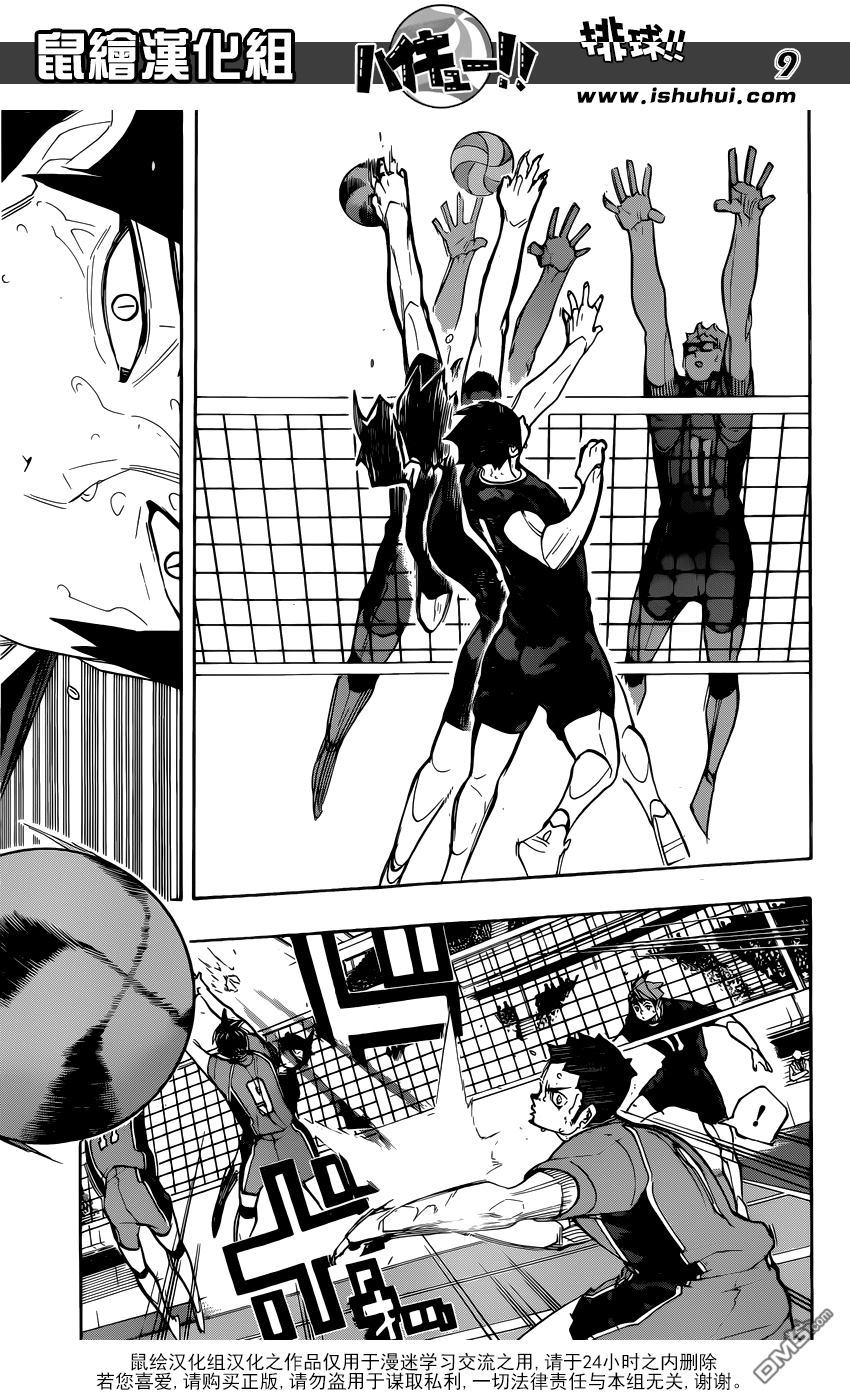 鼠繪漢化組
ハイキュー!!
排球!!
9
www.ishuhui.com
11
9
!
鼠绘汉化组汉化之作品仅用于漫迷学习交流之用, 请于24小时之内删除
若您喜爱, 请购买正版, 请勿盗用于谋取私利, 一切法律责任与本组无关, 谢谢.